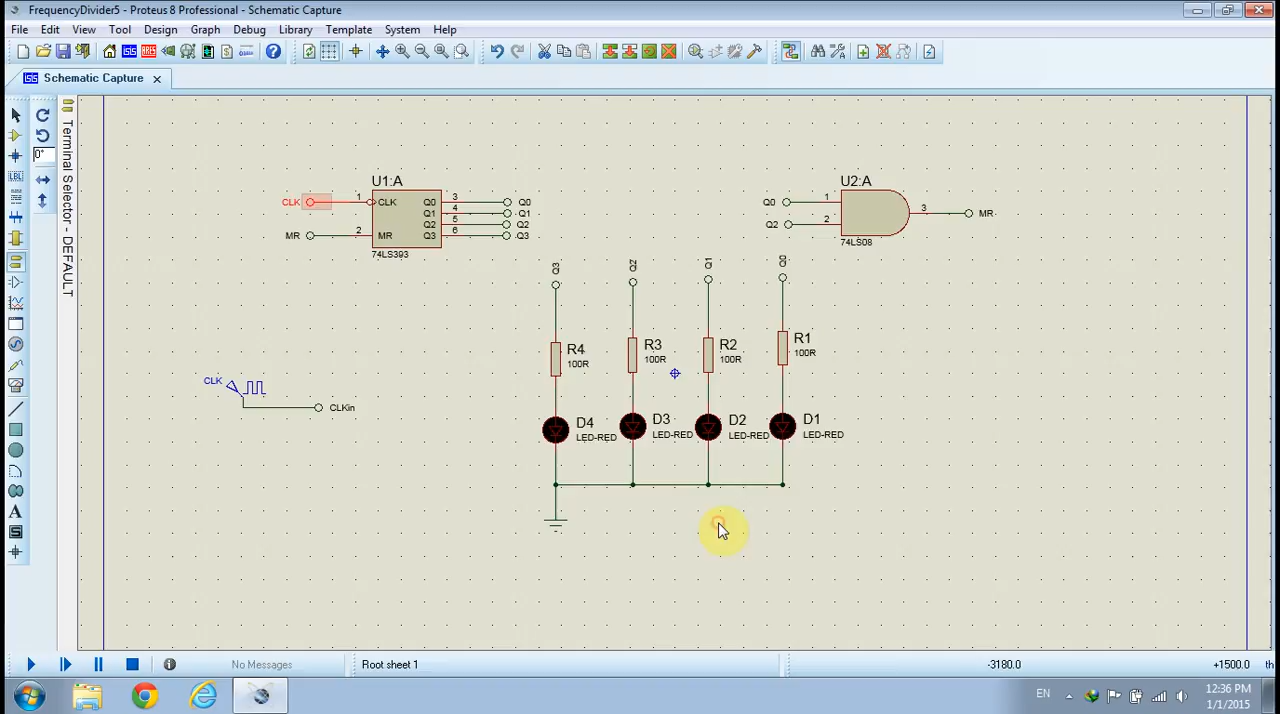 FrequencyDivider5 - Proteus 8 Professional - Schematic Capture
File Edit View Tool Design Graph Debug Library Template System Help
Schematic Capture
0°
LBL
A
Terminal Selector - DEFAULT
U1:A
CLK 1 CLK Q0 3 Q0
Q1 4 Q1
Q2 5 Q2
MR 2 MR Q3 6 Q3
74LS393
U2:A
Q0 1
3 MR
Q2 2
74LS08
Q3 Q2 Q1 Q0
R4
100R
R3
100R
R2
100R
R1
100R
CLK
CLKin
D4
LED-RED
D3
LED-RED
D2
LED-RED
D1
LED-RED
No Messages Root sheet 1 -3180.0 +1500.0 th
EN 12:36 PM
1/1/2015